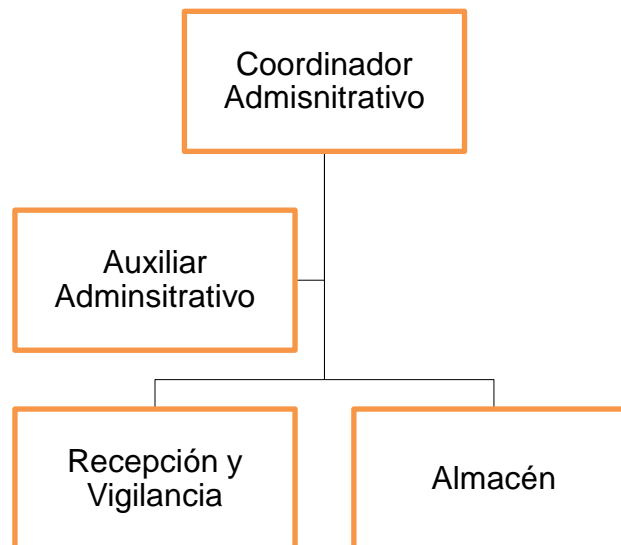 Coordinador
Admisnitrativo
Auxiliar
Adminsitrativo
Recepción y
Vigilancia
Almacén